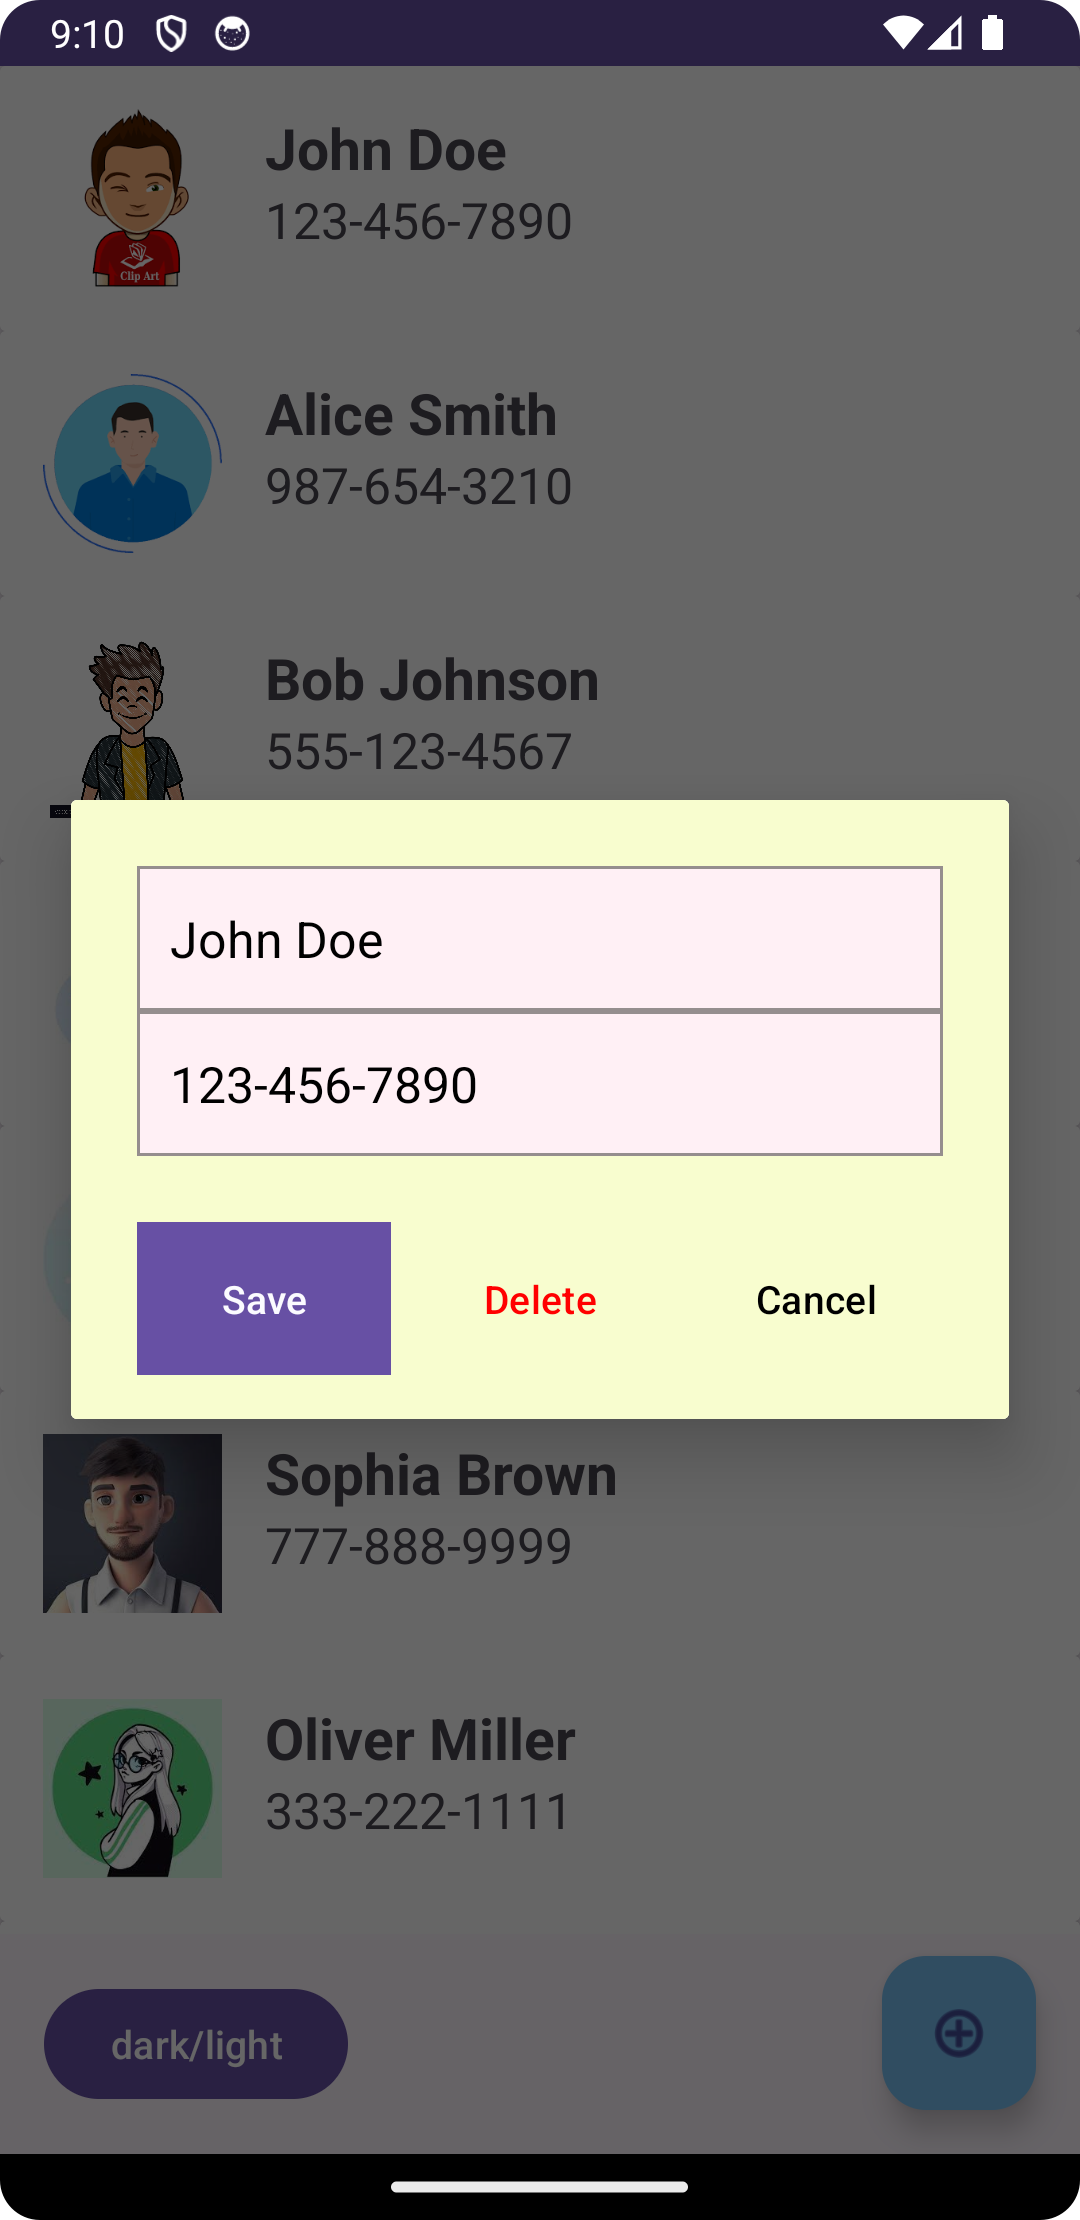 9:10
John Doe
123-456-7890
Clip Art
Alice Smith
987-654-3210
Bob Johnson
555-123-4567
John Doe
123-456-7890
Save Delete Cancel
Sophia Brown
777-888-9999
Oliver Miller
333-222-1111
dark/light